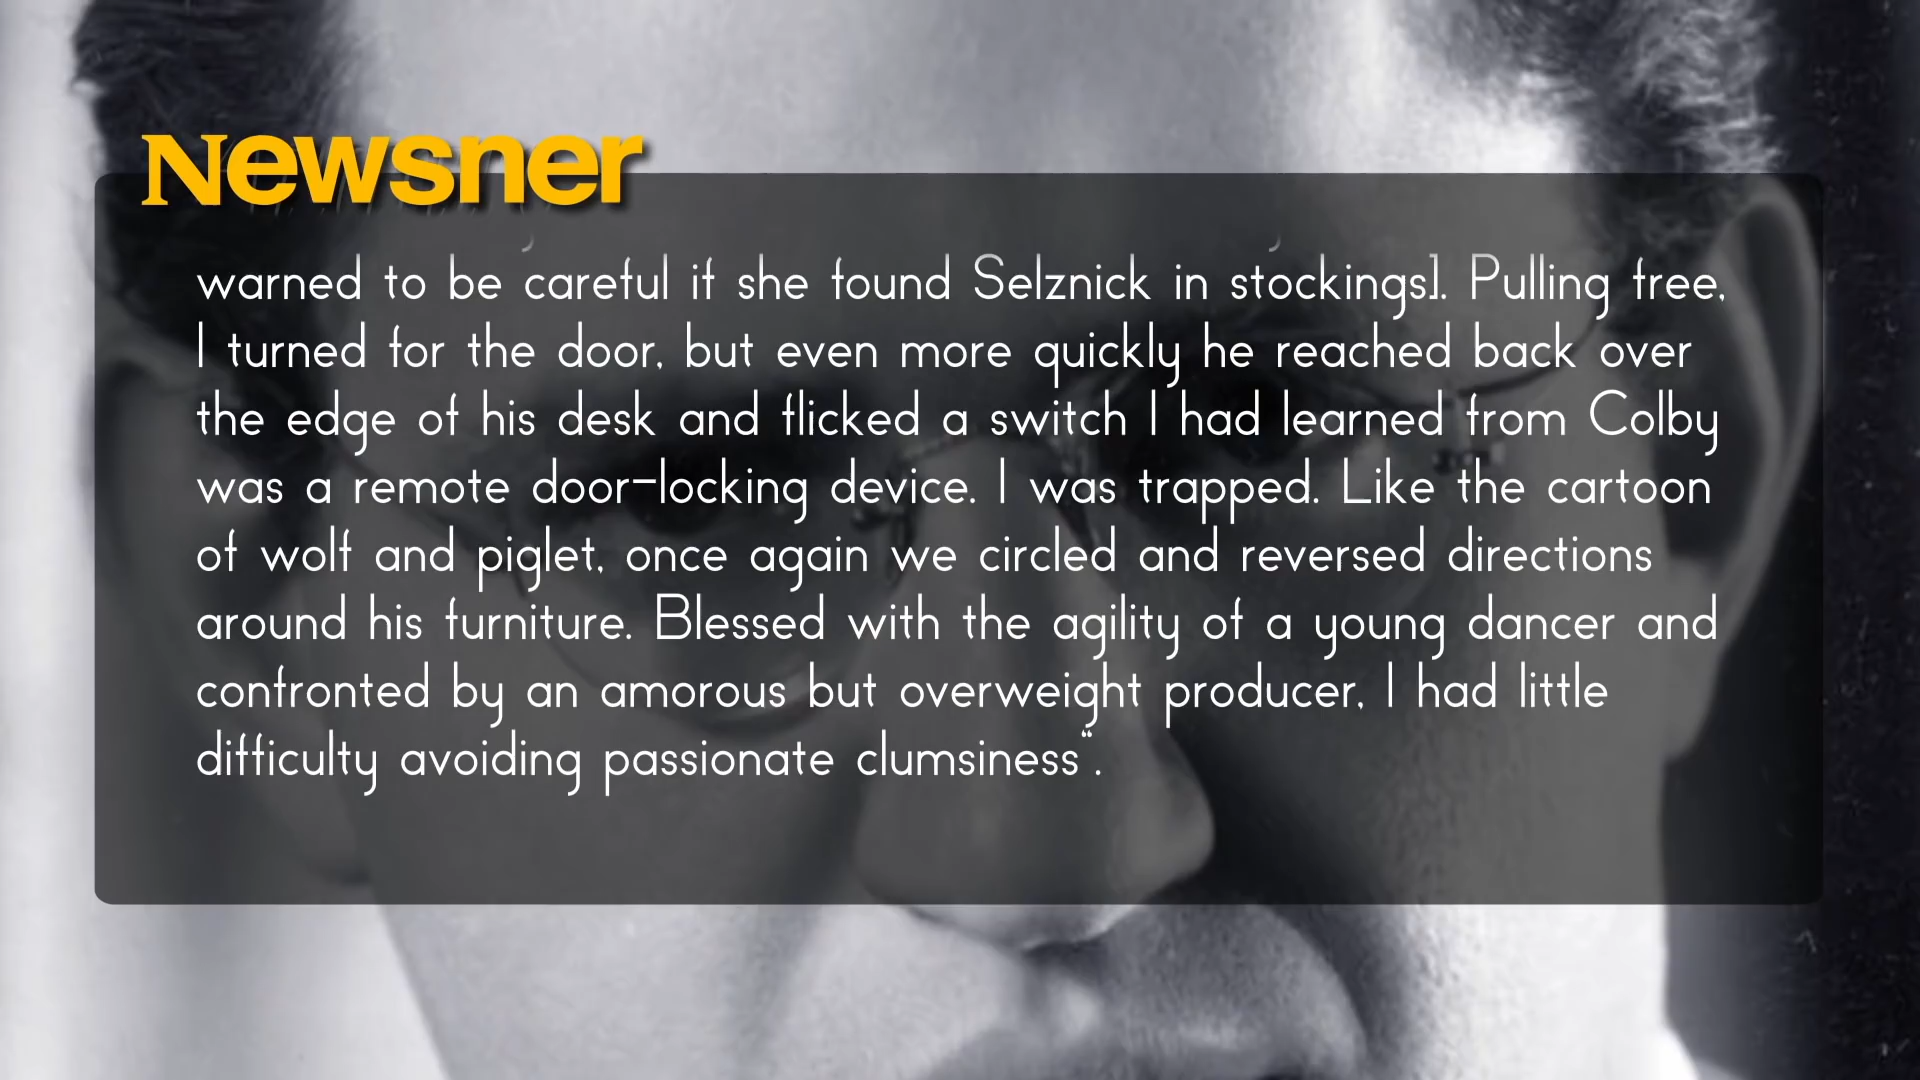 Newsner
warned to be careful if she found Selznick in stockings]. Pulling free,
I turned for the door, but even more quickly he reached back over
the edge of his desk and flicked a switch I had learned from Colby
was a remote door-locking device. I was trapped. Like the cartoon
of wolf and piglet, once again we circled and reversed directions
around his furniture. Blessed with the agility of a young dancer and
confronted by an amorous but overweight producer, I had little
difficulty avoiding passionate clumsiness“.